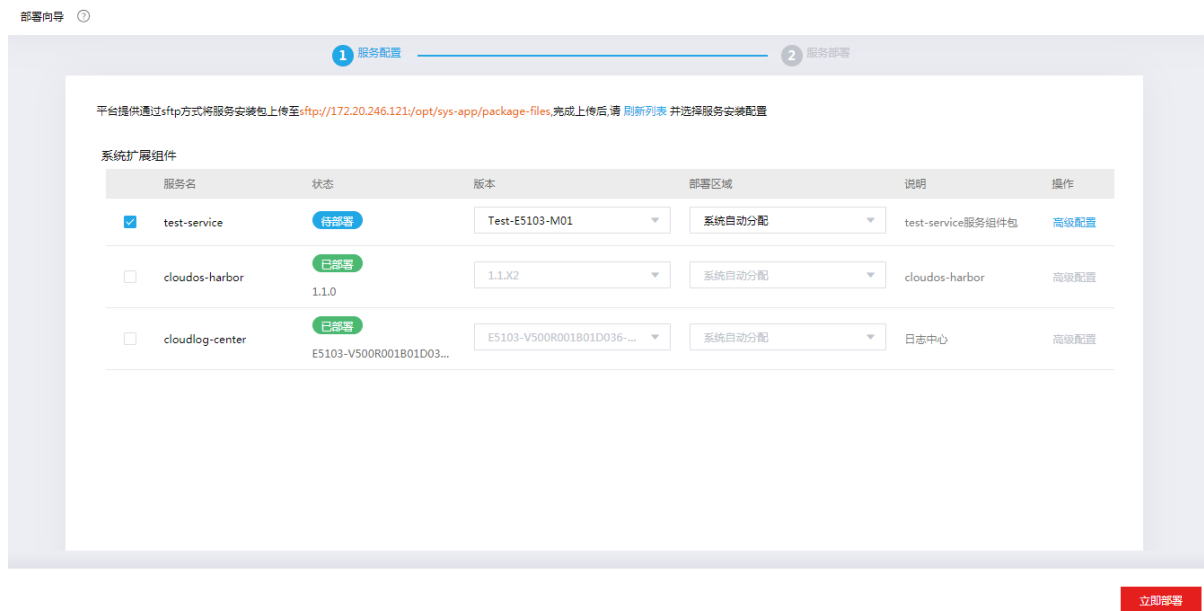 部署向导 ?
1 服务配置 2 服务部署
平台提供通过sftp方式将服务安装包上传至sftp://172.20.246.121:/opt/sys-app/package-files,完成上传后,请 刷新列表 并选择服务安装配置
系统扩展组件
服务名 状态 版本 部署区域 说明 操作
test-service 待部署 Test-E5103-M01 系统自动分配 test-service服务组件包 高级配置
cloudos-harbor 已部署 1.1.X2 系统自动分配 cloudos-harbor 高级配置
1.1.0
cloudlog-center 已部署 E5103-V500R001B01D036-... 系统自动分配 日志中心 高级配置
E5103-V500R001B01D03...
立即部署